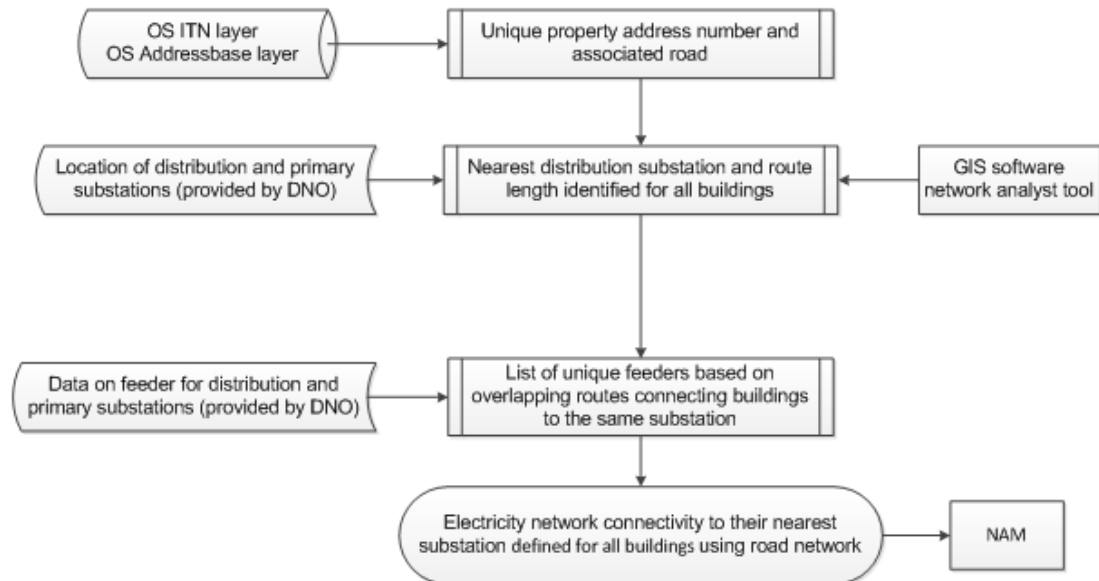 OS ITN layer
OS Addressbase layer
Unique property address number and
associated road
Location of distribution and primary
substations (provided by DNO)
Nearest distribution substation and route
length identified for all buildings
GIS software
network analyst tool
Data on feeder for distribution and
primary substations (provided by DNO)
List of unique feeders based on
overlapping routes connecting buildings
to the same substation
Electricity network connectivity to their nearest
substation defined for all buildings using road network
NAM